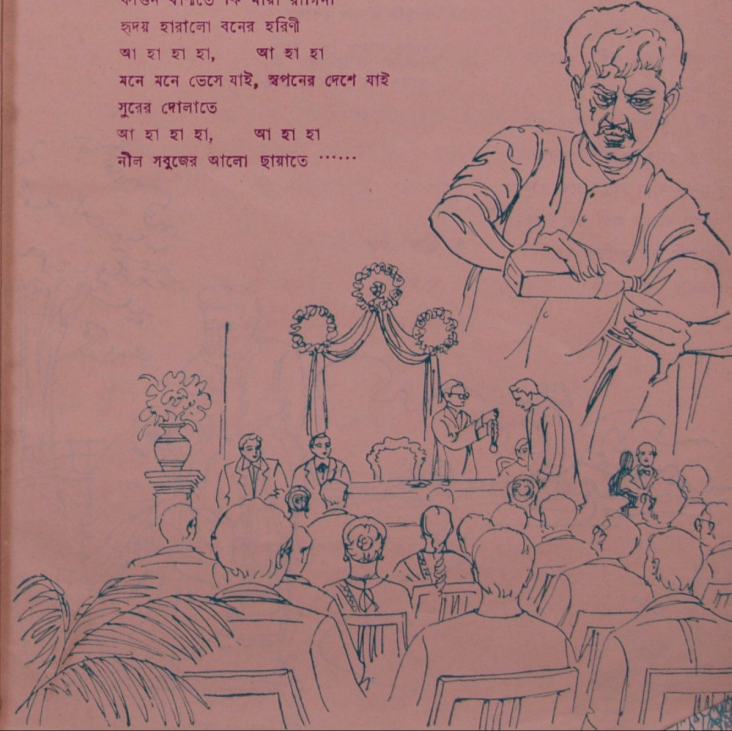 হৃদয় হারালো বনের হরিণী
আ হা হা হা, আ হা হা
মনে মনে ভেসে যাই, স্বপনের দেশে যাই
সুরের দোলাতে
আ হা হা হা, আ হা হা
নীল সবুজের আলো ছায়াতে ······